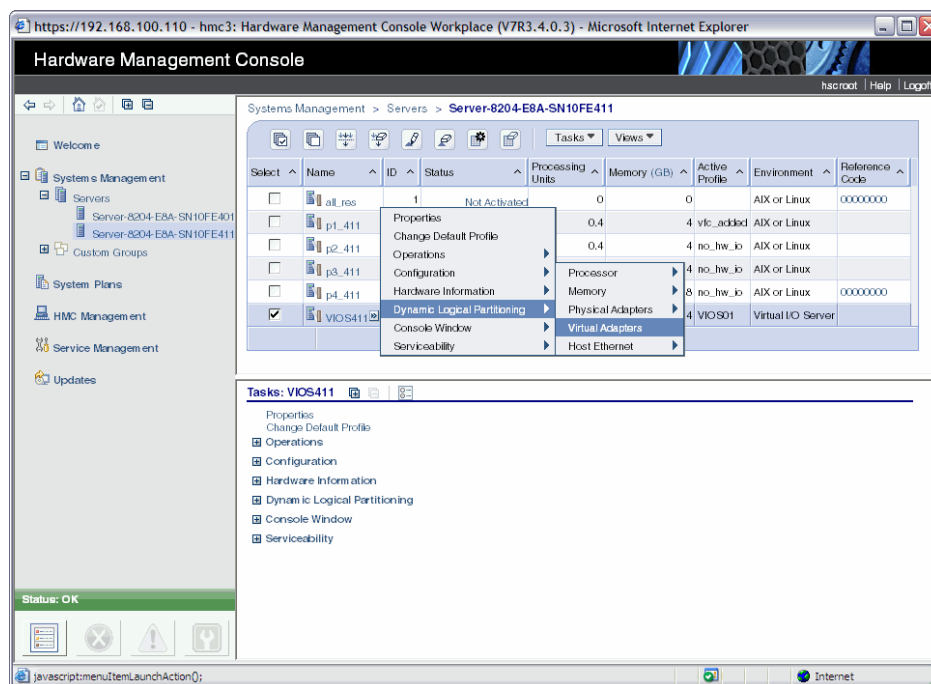 https://192.168.100.110 - hmc3: Hardware Management Console Workplace (V7R3.4.0.3) - Microsoft Internet Explorer
Hardware Management Console
hscroot | Help | Logoff
Systems Management > Servers > Server-8204-E8A-SN10FE411
Tasks Views
Welcome
Systems Management
Servers
Server-8204-E8A-SN10FE401
Server-8204-E8A-SN10FE411
Custom Groups
System Plans
HMC Management
Service Management
Updates
Select Name ID Status Processing Units Memory (GB) Active Profile Environment Reference Code
all_res 1 Not Activated 0 0 AIX or Linux 00000000
p1_411 0.4 4 vfc_added AIX or Linux
p2_411 0.4 4 no_hw_io AIX or Linux
p3_411 4 no_hw_io AIX or Linux
p4_411 8 no_hw_io AIX or Linux 00000000
VIOS411 4 VIOS01 Virtual I/O Server
Properties
Change Default Profile
Operations
Configuration
Hardware Information
Dynamic Logical Partitioning
Console Window
Serviceability
Processor
Memory
Physical Adapters
Virtual Adapters
Host Ethernet
Tasks: VIOS411
Properties
Change Default Profile
Operations
Configuration
Hardware Information
Dynamic Logical Partitioning
Console Window
Serviceability
Status: OK
javascript:menuItemLaunchAction();
Internet